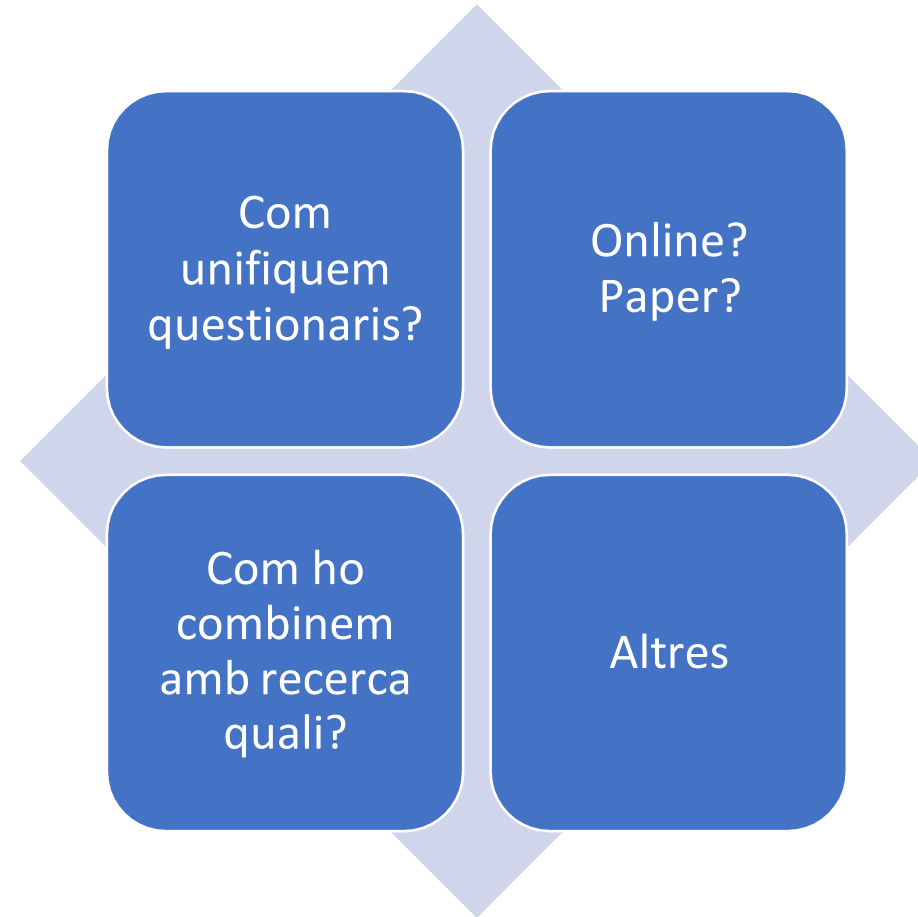 Com
unifiquem
questionaris?
Online?
Paper?
Com ho
combinem
amb recerca
quali?
Altres